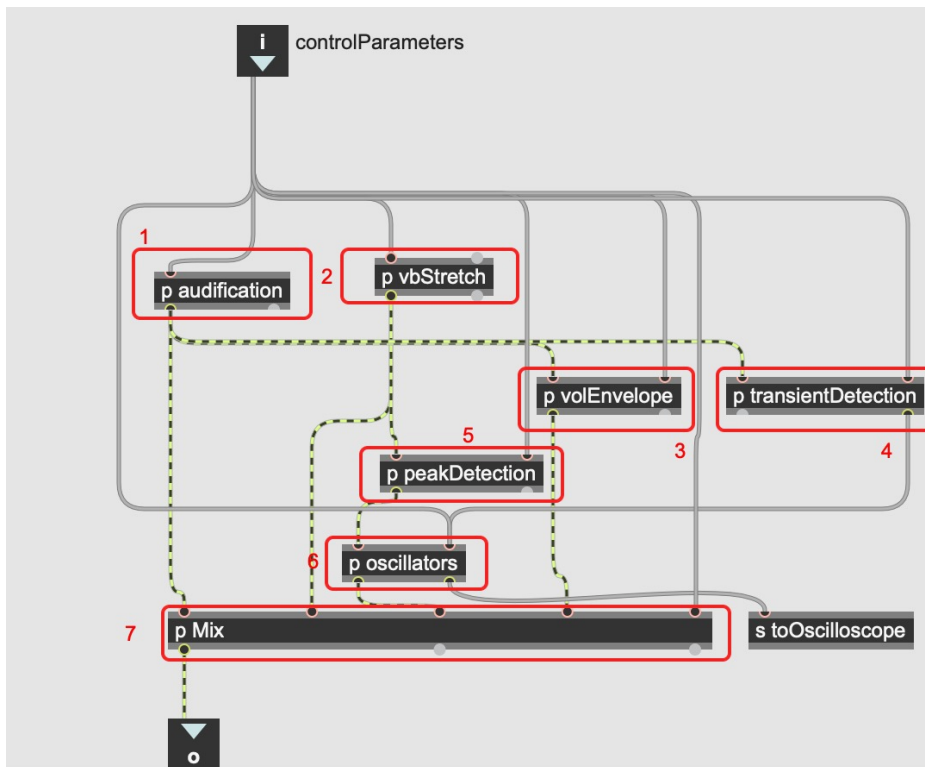 i
controlParameters
1
p audification
2
p vbStretch
p volEnvelope
3
p transientDetection
4
5
p peakDetection
6
p oscillators
7
p Mix
s toOscilloscope
o